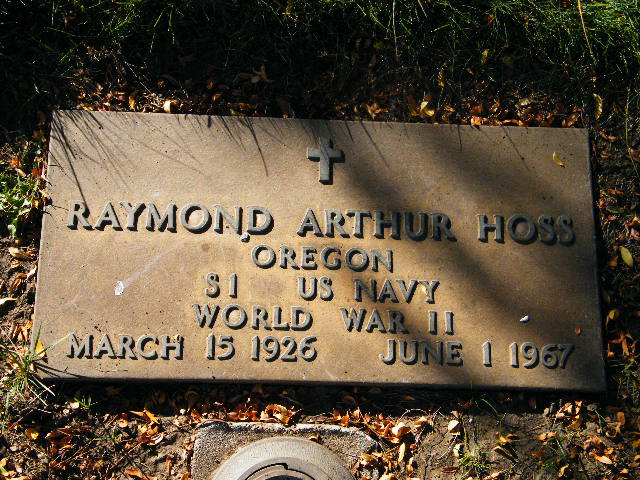 RAYMOND ARTHUR HOSS
OREGON
S1 US NAVY
WORLD WAR II
MARCH 15 1926 JUNE 1 1967